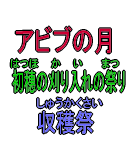 アビブの月
はつほ か い まつ
初穂の刈り入れの祭り
しゅうかくさい
収穫祭